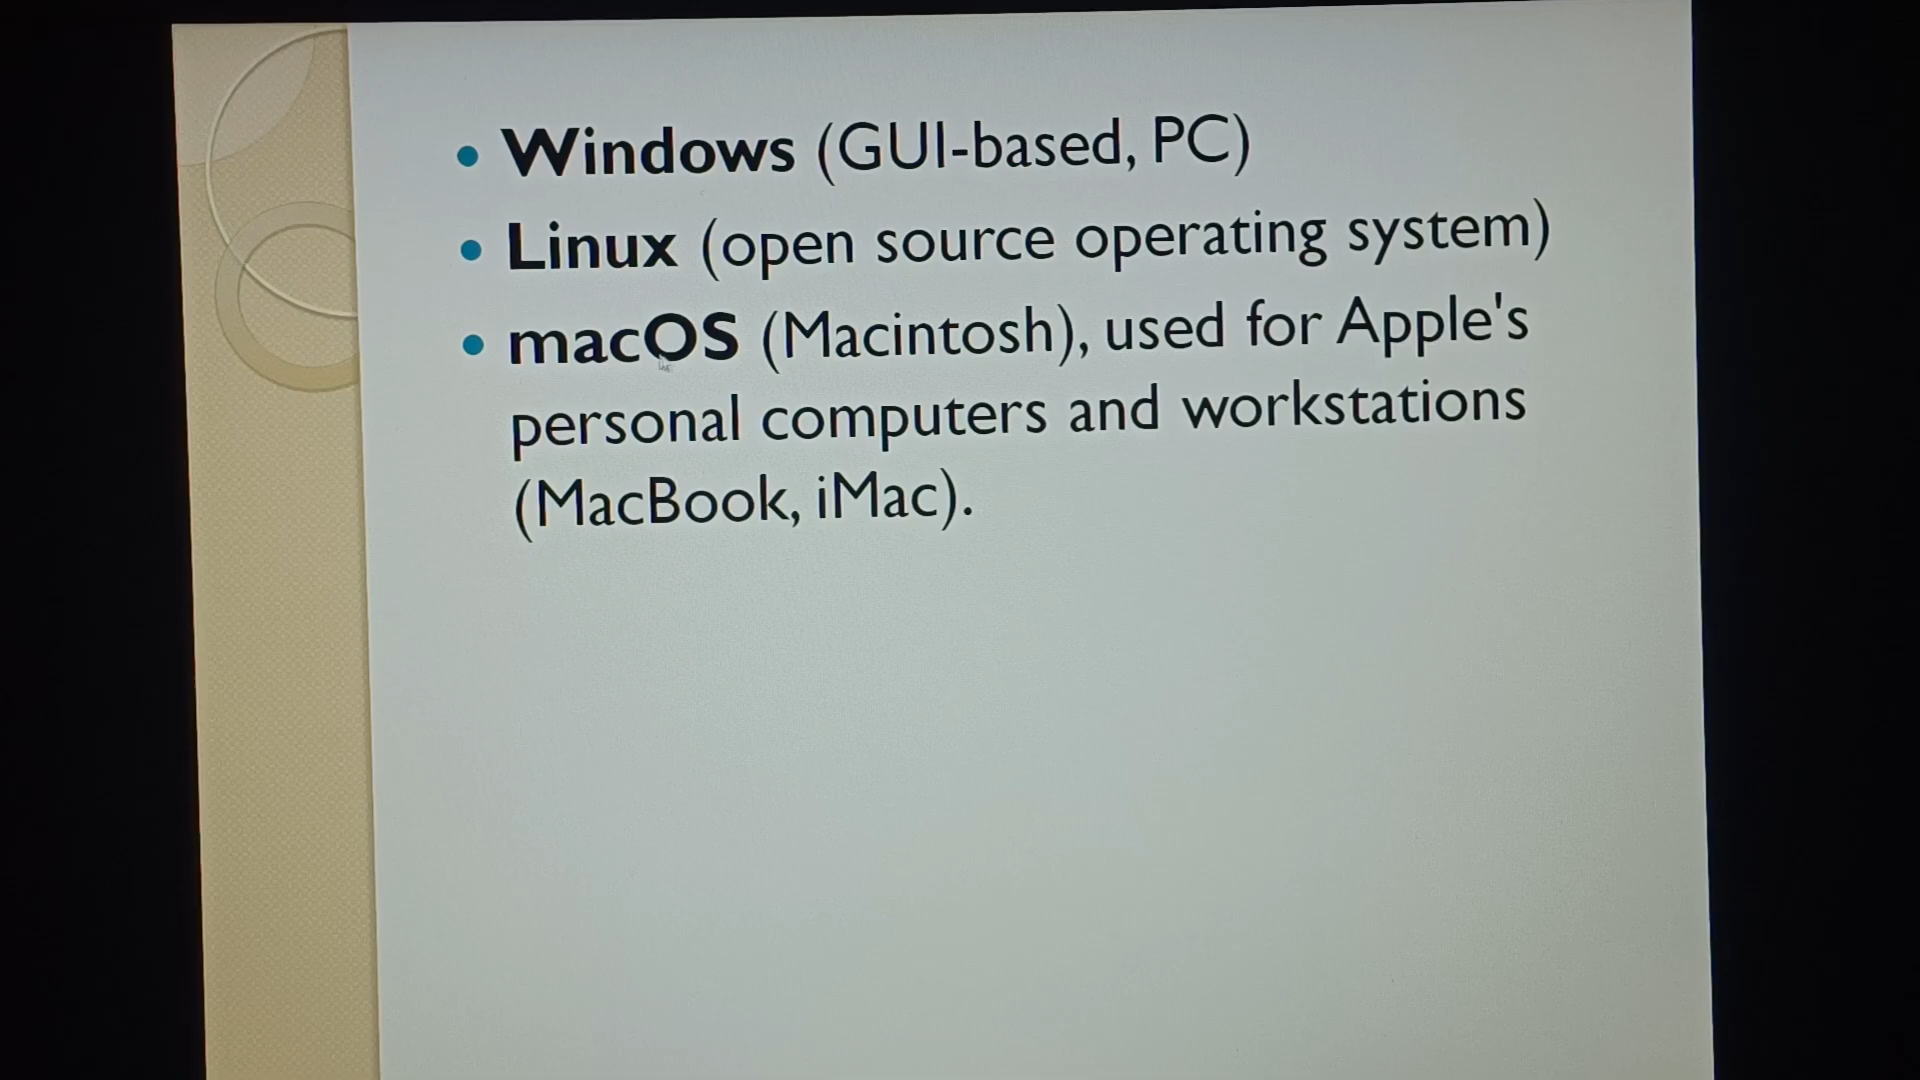 • Windows (GUI-based, PC)
• Linux (open source operating system)
• macOS (Macintosh), used for Apple's
personal computers and workstations
(MacBook, iMac).